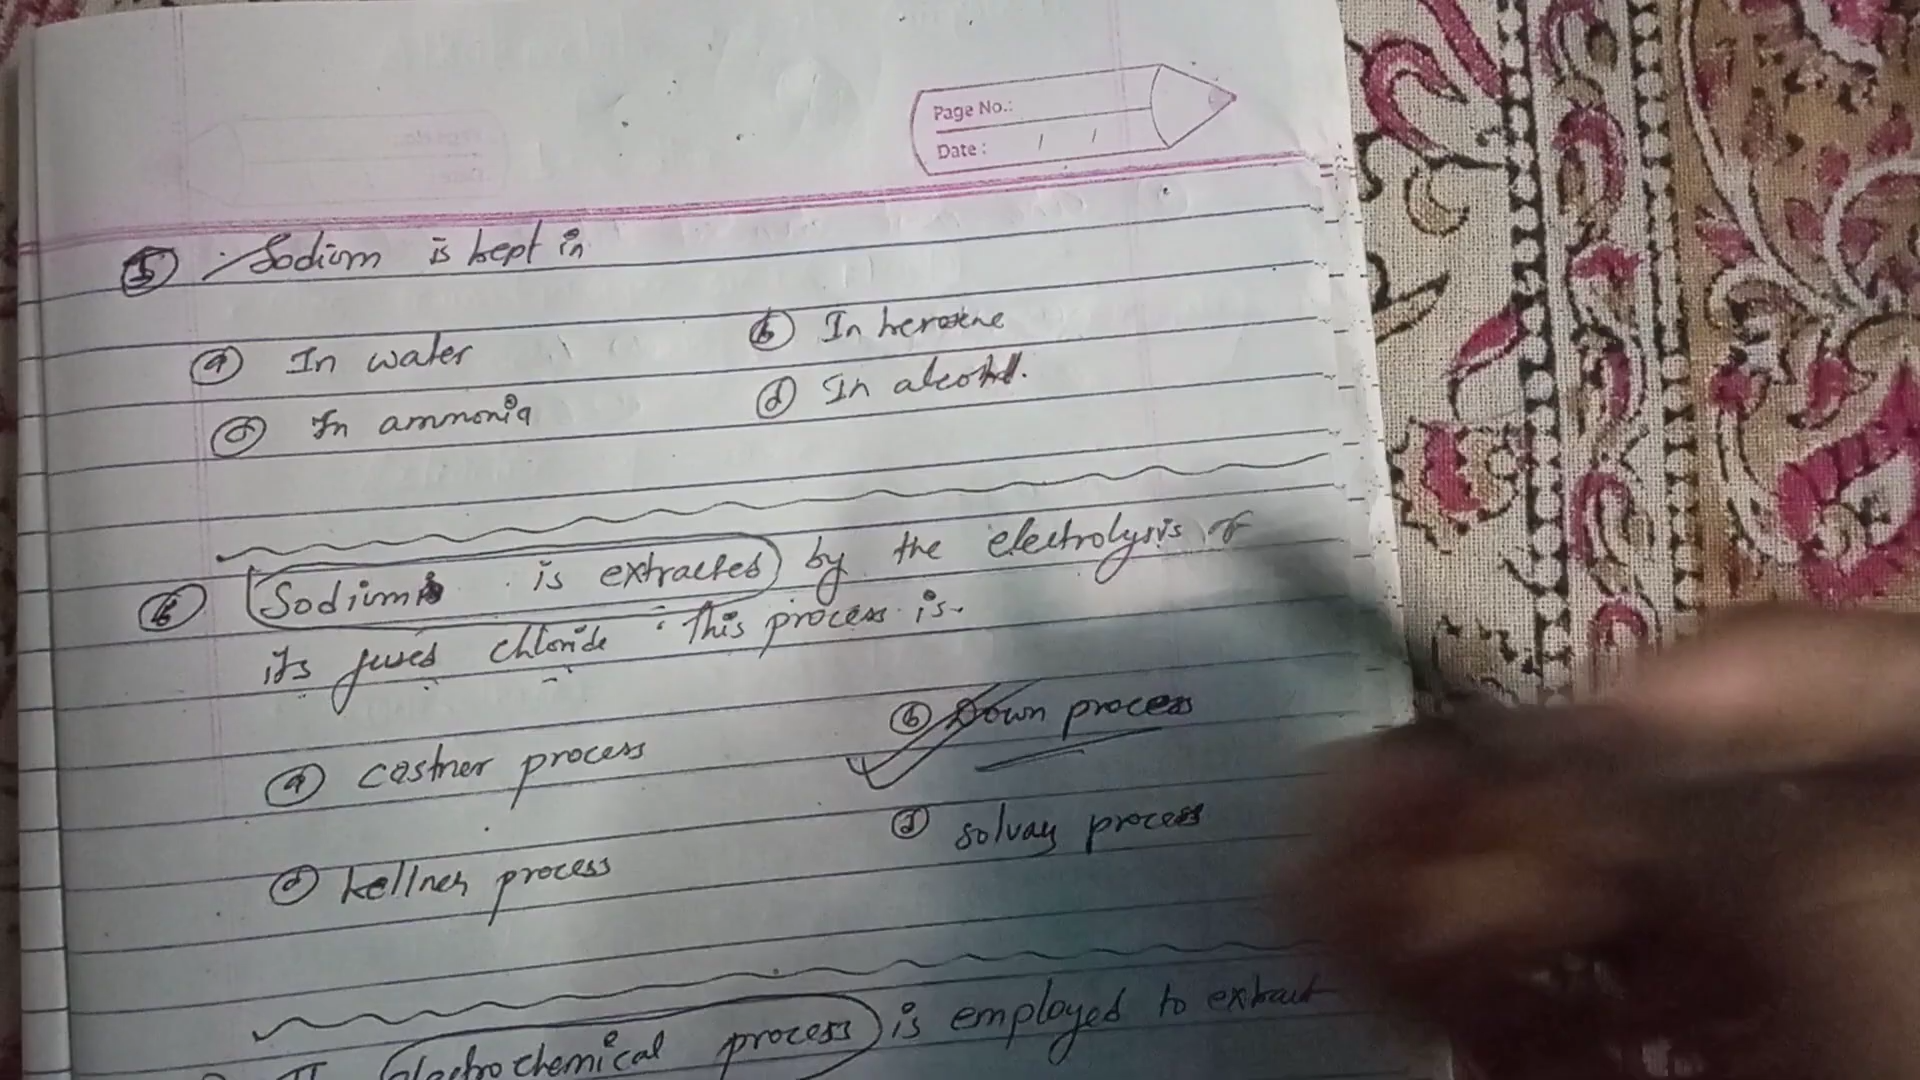 Page No.:
Date : / /
5 Sodium is kept in
a In water
b In kerosene
c In ammonia
d In alcohol.
6 Sodium is extracted by the electrolysis of
its fused chloride : This process is.
a castner process
b Down process
c kellner process
d solvay process
electrochemical process is employed to extract